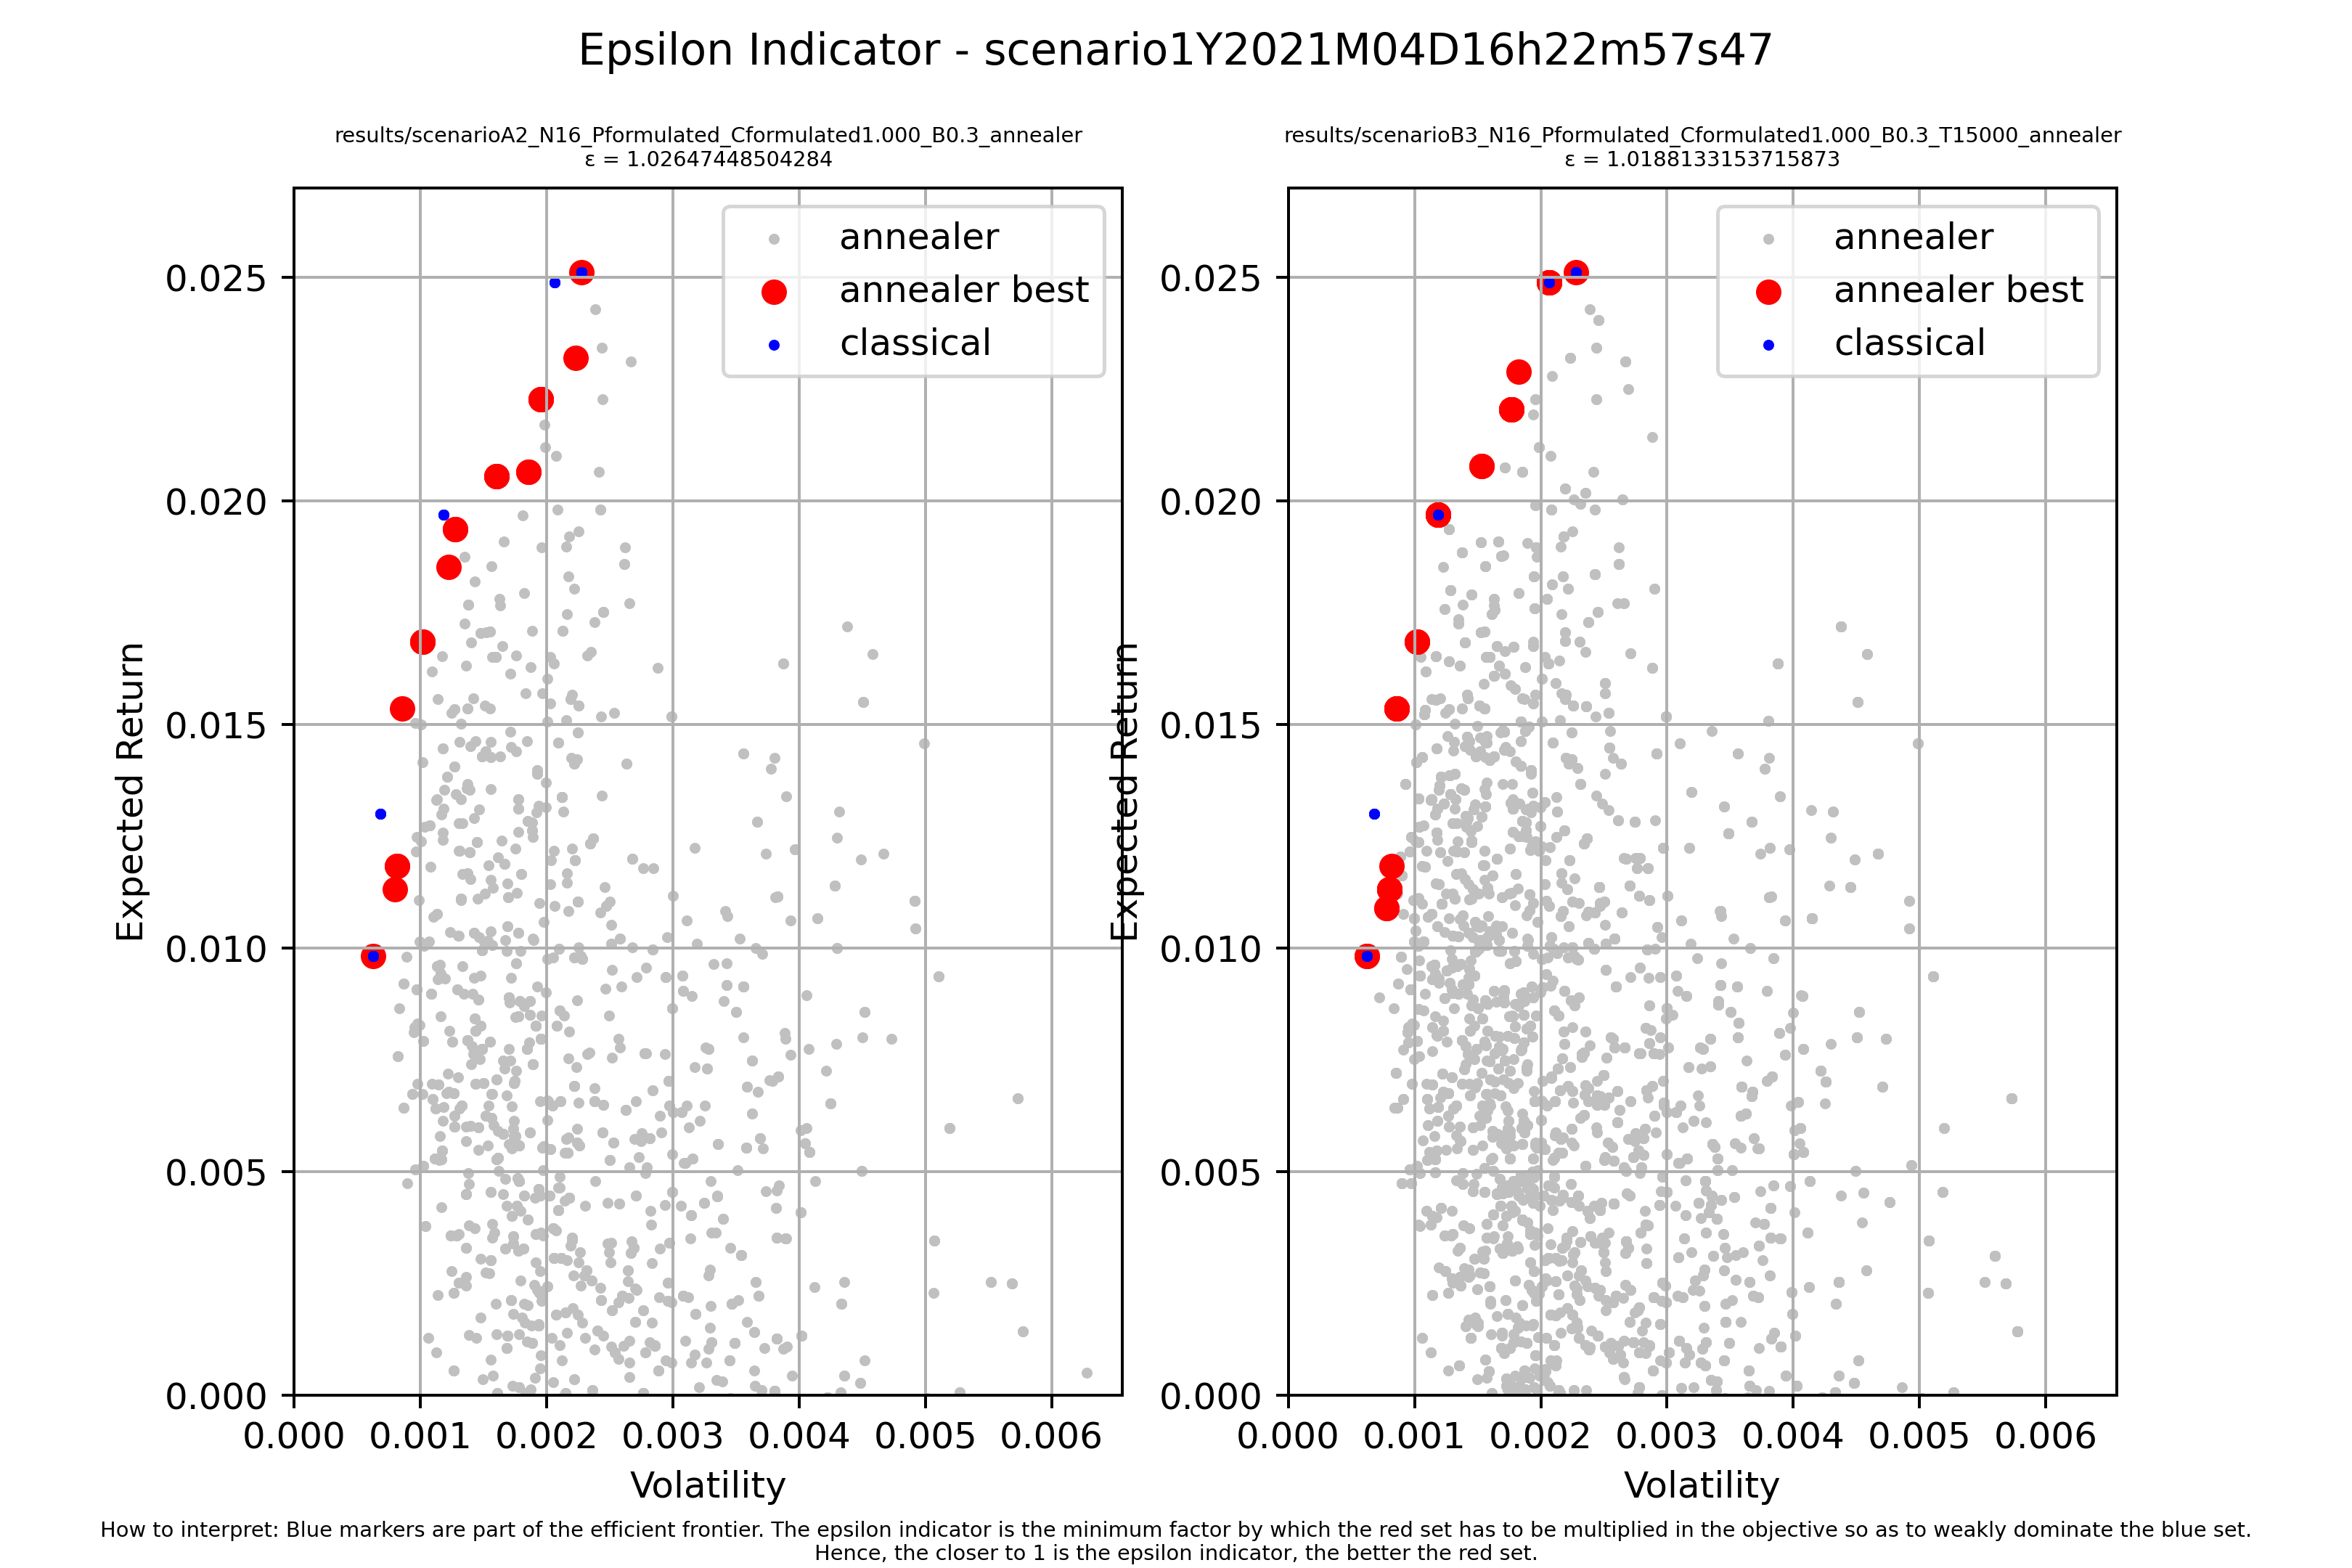 Epsilon Indicator - scenario1Y2021M04D16h22m57s47
results/scenarioA2_N16_Pformulated_Cformulated1.000_B0.3_annealer
ε = 1.02647448504284
annealer
annealer best
classical
0.025
0.020
0.015
0.010
0.005
0.000
Expected Return
0.000 0.001 0.002 0.003 0.004 0.005 0.006
Volatility
results/scenarioB3_N16_Pformulated_Cformulated1.000_B0.3_T15000_annealer
ε = 1.0188133153715873
annealer
annealer best
classical
0.025
0.020
0.015
0.010
0.005
0.000
Expected Return
0.000 0.001 0.002 0.003 0.004 0.005 0.006
Volatility
How to interpret: Blue markers are part of the efficient frontier. The epsilon indicator is the minimum factor by which the red set has to be multiplied in the objective so as to weakly dominate the blue set.
Hence, the closer to 1 is the epsilon indicator, the better the red set.